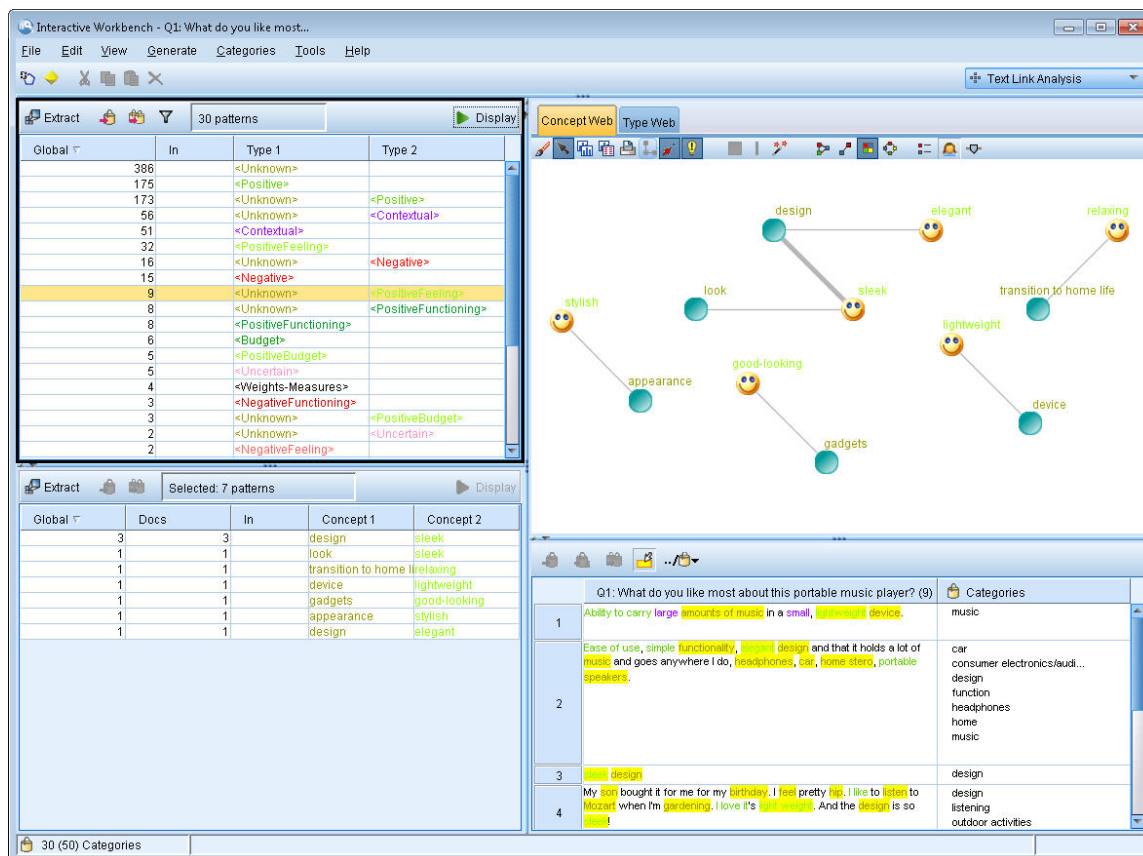 Interactive Workbench - Q1: What do you like most...
File Edit View Generate Categories Tools Help
Text Link Analysis
Extract 30 patterns Display
Global In Type 1 Type 2
386 <Unknown>
175 <Positive>
173 <Unknown> <Positive>
56 <Unknown> <Contextual>
51 <Contextual>
32 <PositiveFeeling>
16 <Unknown> <Negative>
15 <Negative>
9 <Unknown> <PositiveFeeling>
8 <Unknown> <PositiveFunctioning>
8 <PositiveFunctioning>
6 <Budget>
5 <PositiveBudget>
5 <Uncertain>
4 <Weights-Measures>
3 <NegativeFunctioning>
3 <Unknown> <PositiveBudget>
2 <Unknown> <Uncertain>
2 <NegativeFeeling>
Extract Selected: 7 patterns Display
Global Docs In Concept 1 Concept 2
3 3 design sleek
1 1 look sleek
1 1 transition to home li relaxing
1 1 device lightweight
1 1 gadgets good-looking
1 1 appearance stylish
1 1 design elegant
Concept Web Type Web
design elegant relaxing
look sleek transition to home life
stylish lightweight
good-looking
appearance
device
gadgets
../
Q1: What do you like most about this portable music player? (9) Categories
1 Ability to carry large amounts of music in a small, lightweight device. music
2 Ease of use, simple functionality, elegant design and that it holds a lot of
music and goes anywhere I do, headphones, car, home stero, portable
speakers.
car
consumer electronics/audi...
design
function
headphones
home
music
3 sleek design design
4 My son bought it for me for my birthday. I feel pretty hip. I like to listen to
Mozart when I'm gardening. I love it's light weight. And the design is so
sleek!
design
listening
outdoor activities
30 (50) Categories